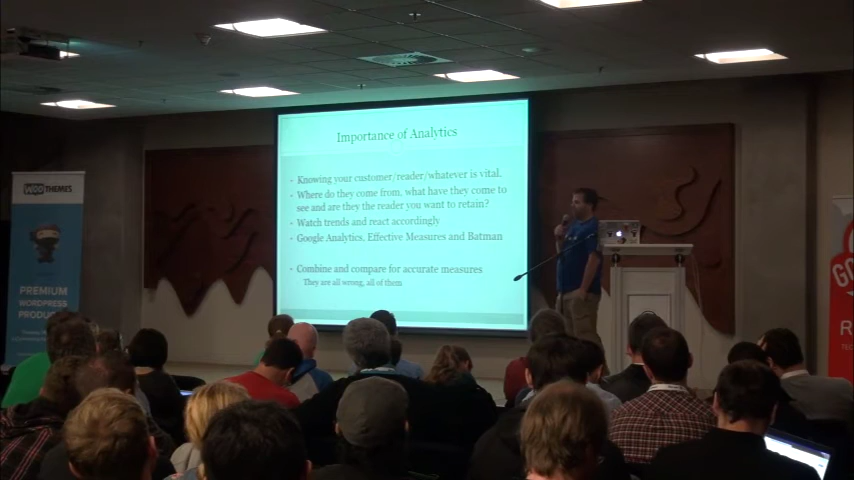 Importance of Analytics
- Knowing your customer/reader/whatever is vital.
- Where do they come from, what have they come to
see and are they the reader you want to retain?
- Watch trends and react accordingly
- Google Analytics, Effective Measures and Batman
- Combine and compare for accurate measures
They are all wrong, all of them
WOOTHEMES
PREMIUM
WORDPRESS
GO
R
TEC